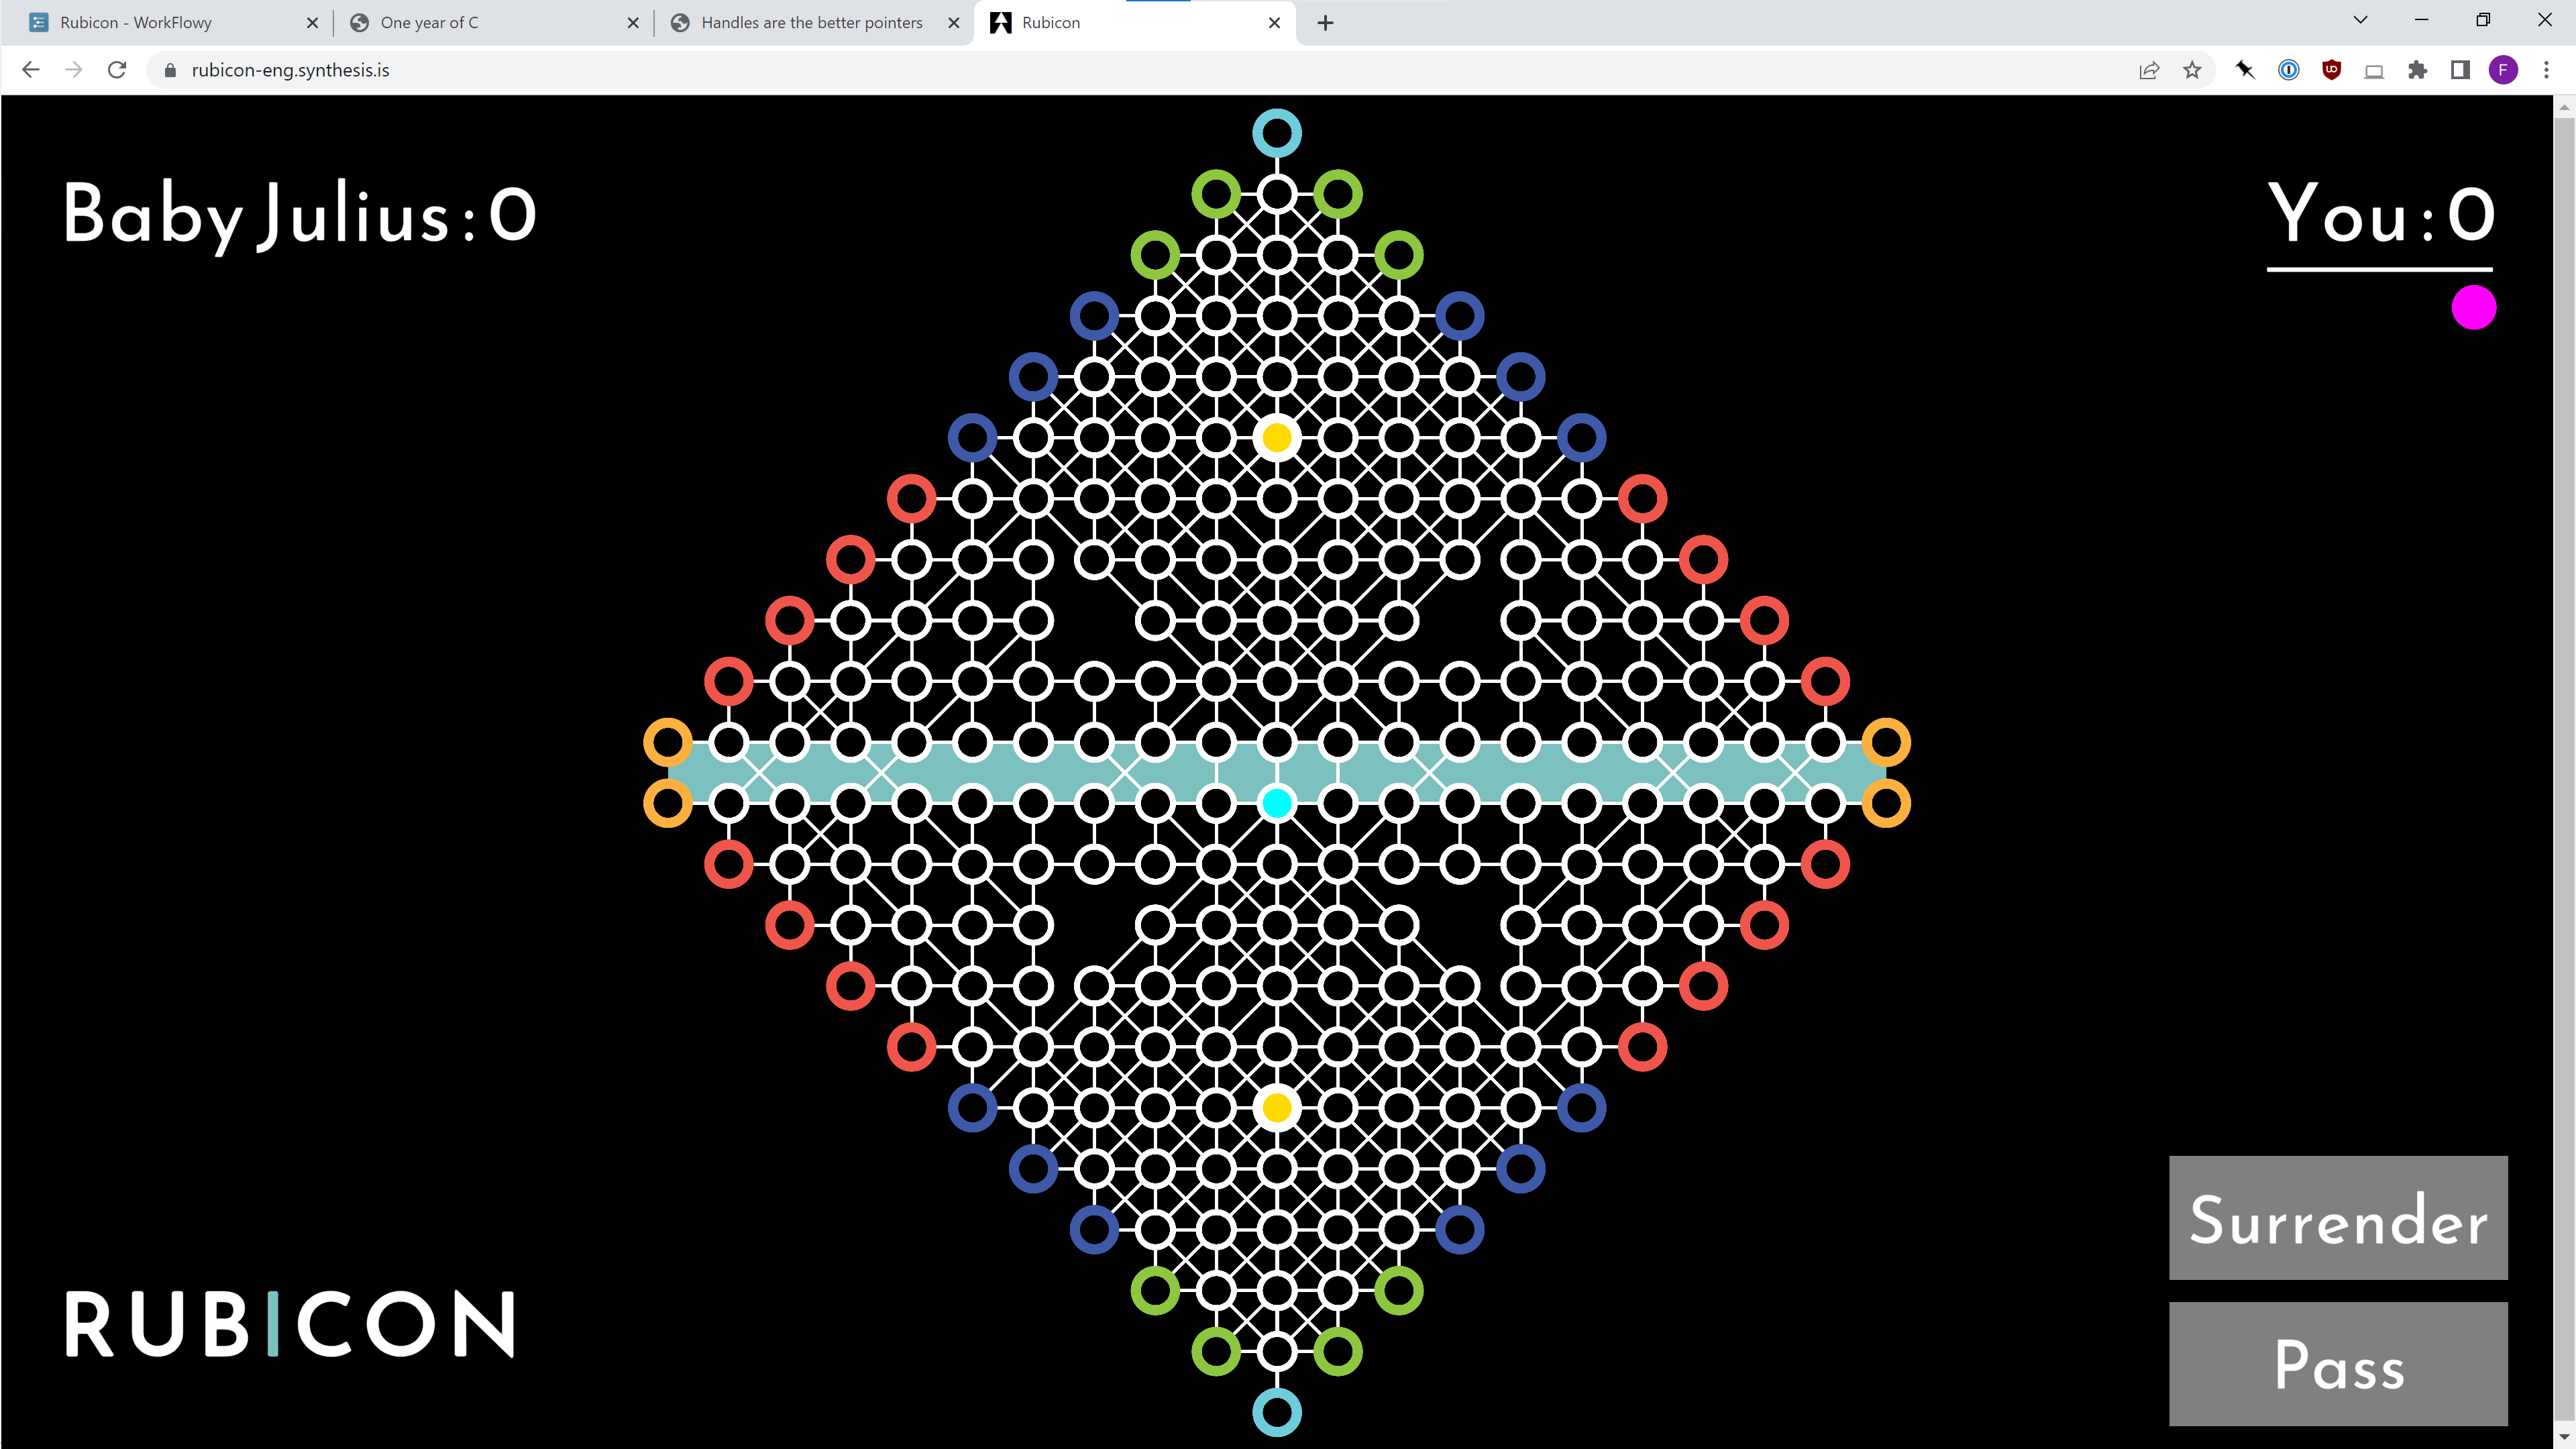 Rubicon - WorkFlowy
One year of C
Handles are the better pointers
Rubicon
rubicon-eng.synthesis.is
F
Baby Julius : 0
You : 0
Surrender
RUBICON
Pass